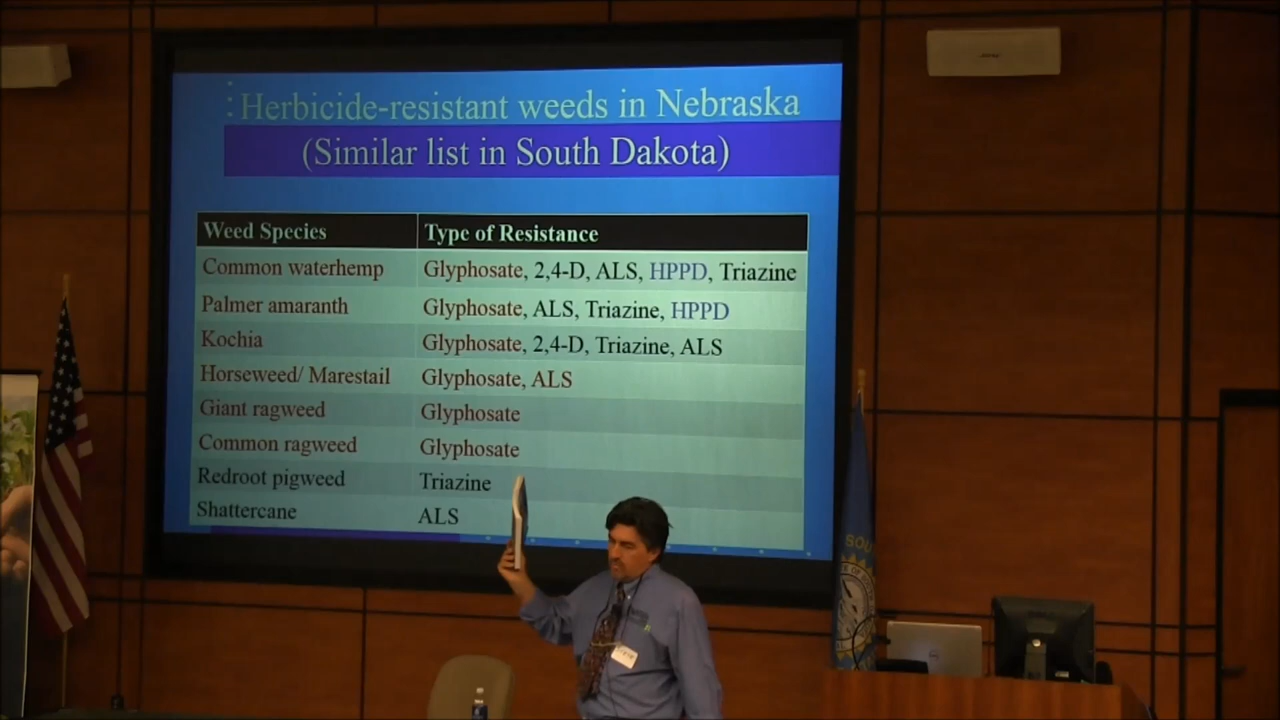 Herbicide-resistant weeds in Nebraska
(Similar list in South Dakota)
Weed Species Type of Resistance
Common waterhemp Glyphosate, 2,4-D, ALS, HPPD, Triazine
Palmer amaranth Glyphosate, ALS, Triazine, HPPD
Kochia Glyphosate, 2,4-D, Triazine, ALS
Horseweed/ Marestail Glyphosate, ALS
Giant ragweed Glyphosate
Common ragweed Glyphosate
Redroot pigweed Triazine
Shattercane ALS
SOU